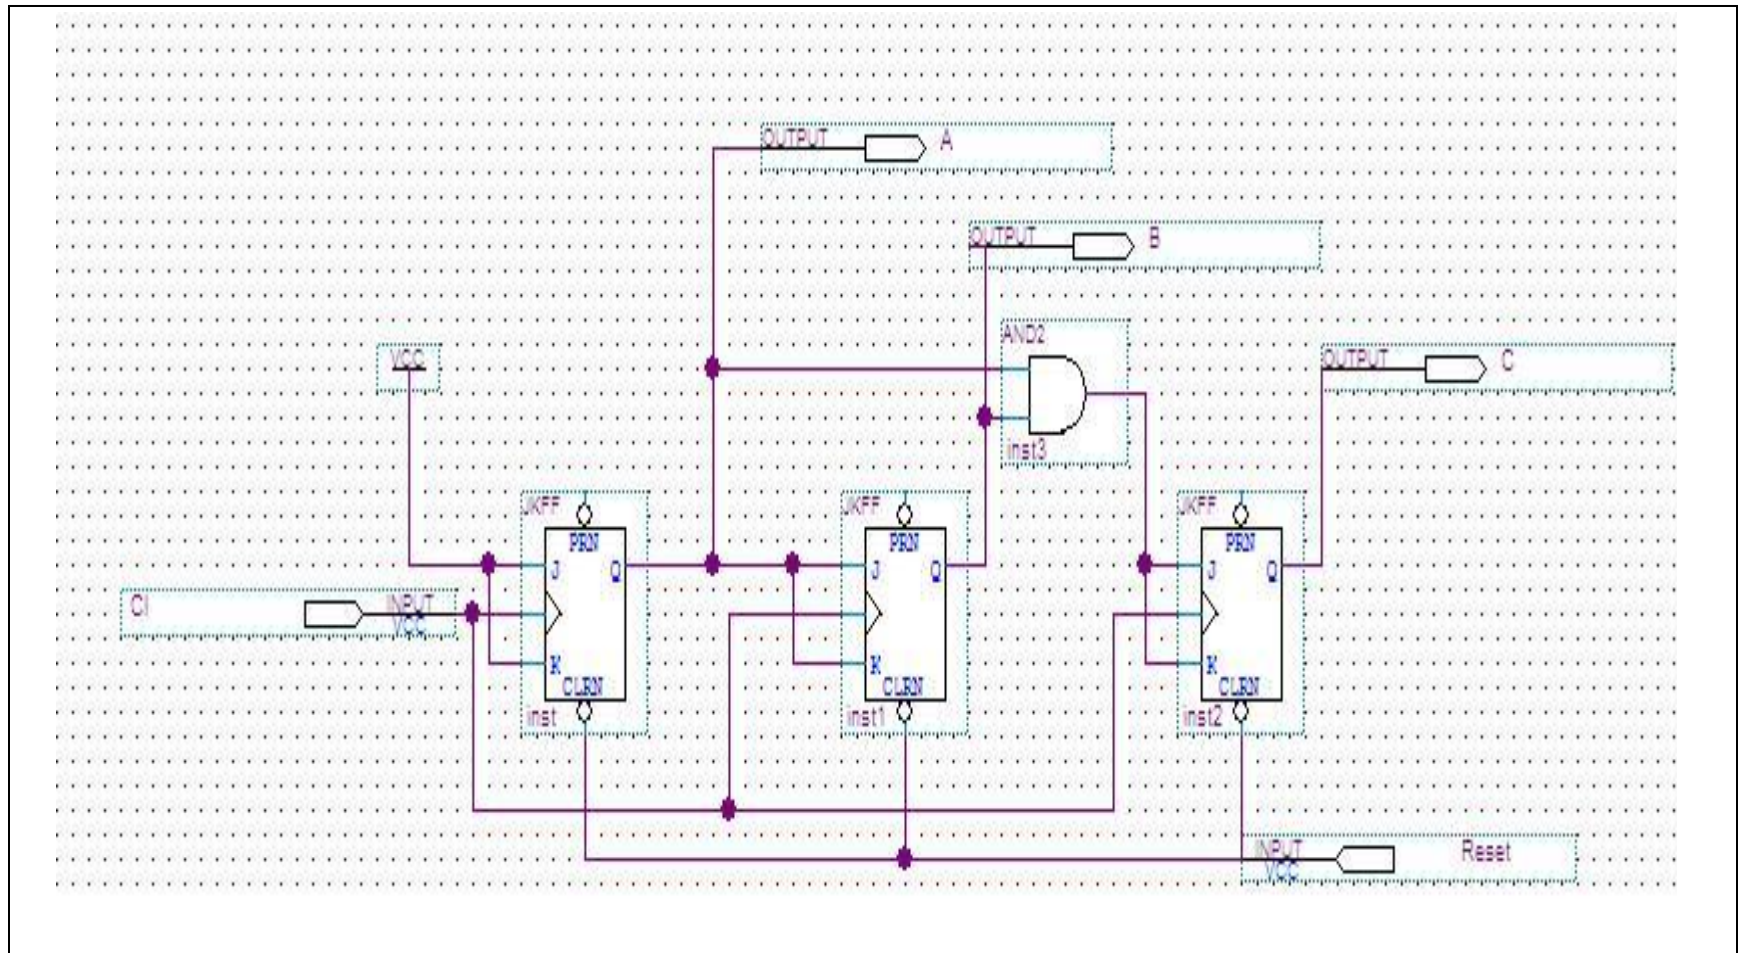 OUTPUT A
OUTPUT B
AND2
VCC
OUTPUT C
inst3
JKFF
JKFF
JKFF
PRN
PRN
PRN
J Q
J Q
J Q
CI INPUT
VCC
K
K
K
CLRN
CLRN
CLRN
inst
inst1
inst2
INPUT Reset
VCC